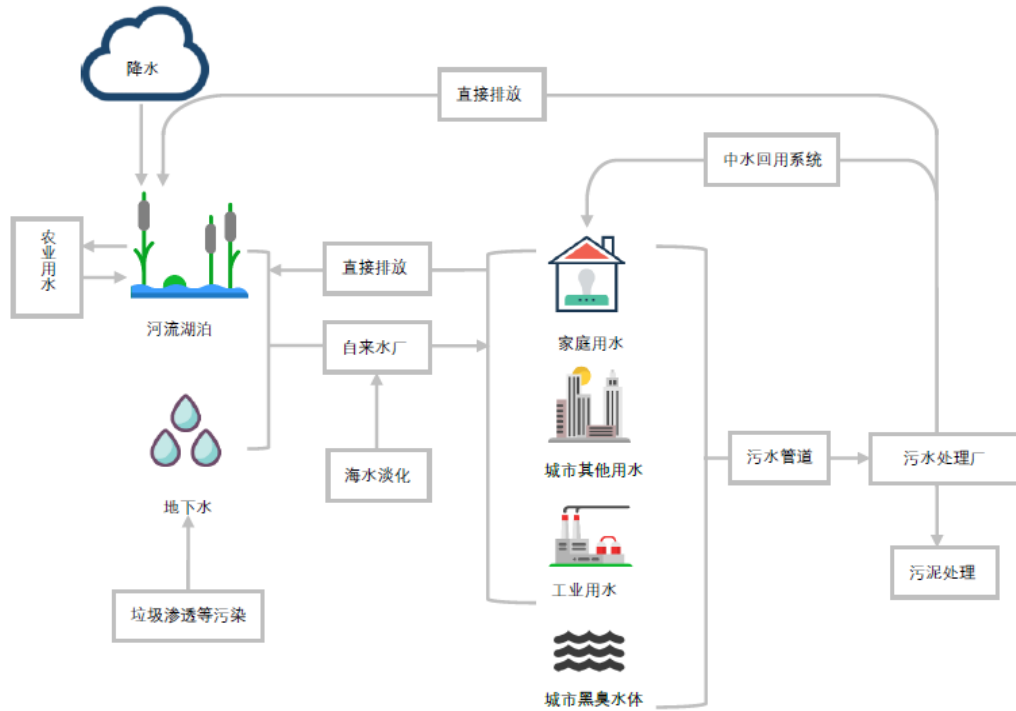 降水
直接排放
中水回用系统
农业用水
直接排放
河流湖泊
自来水厂
家庭用水
海水淡化
城市其他用水
污水管道
污水处理厂
地下水
污泥处理
工业用水
垃圾渗透等污染
城市黑臭水体